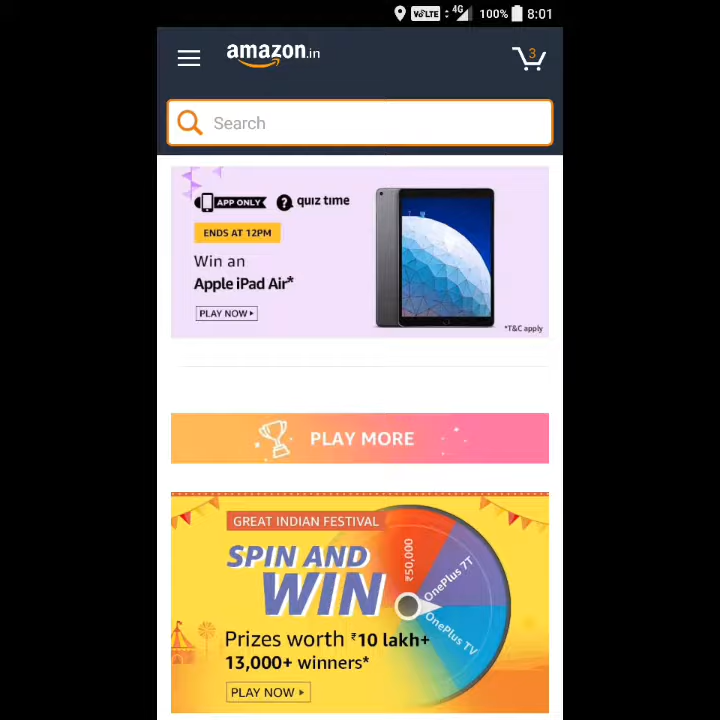 VoLTE 4G 100% 8:01
amazon.in
3
Search
APP ONLY ? quiz time
ENDS AT 12PM
Win an
Apple iPad Air*
PLAY NOW
*T&C apply
PLAY MORE
GREAT INDIAN FESTIVAL
SPIN AND
WIN
₹50,000
OnePlus 7T
OnePlus TV
Prizes worth ₹10 lakh+
13,000+ winners*
PLAY NOW